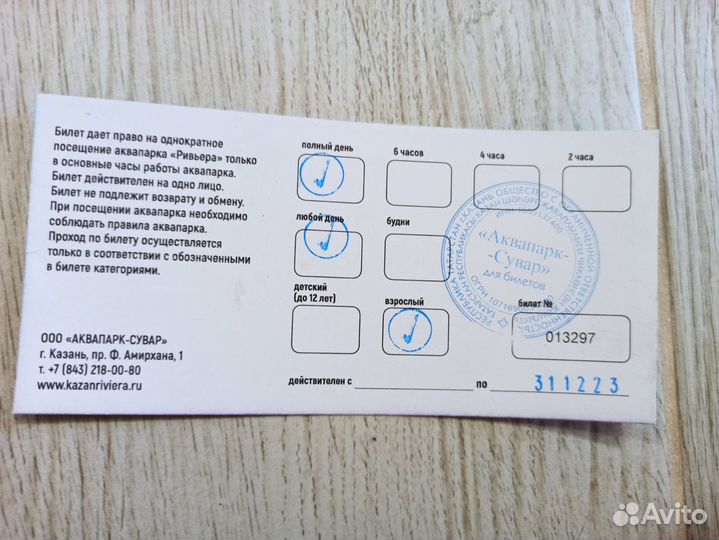 Билет дает право на однократное
посещение аквапарка «Ривьера» только
в основные часы работы аквапарка.
Билет действителен на одно лицо.
Билет не подлежит возврату и обмену.
При посещении аквапарка необходимо
соблюдать правила аквапарка.
Проход по билету осуществляется
только в соответствии с обозначенными
в билете категориями.
ООО «АКВАПАРК-СУВАР»
г. Казань, пр. Ф. Амирхана, 1
т. +7 (843) 218-00-80
www.kazanriviera.ru
полный день 6 часов 4 часа 2 часа
любой день будни
детский
(до 12 лет) взрослый билет №
013297
действителен с по 311223
«Аквапарк-
-Сувар»
для билетов
Avito